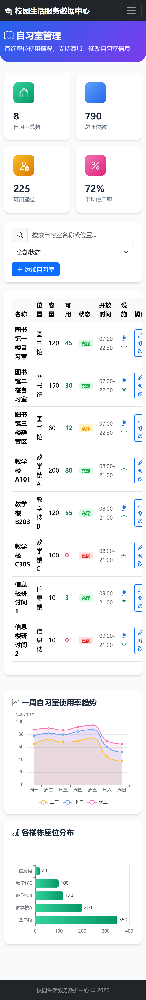 校园生活服务数据中心
自习室管理
查询座位使用情况，支持添加、修改自习室信息
8
自习室总数
790
总座位数
225
可用座位
72%
平均使用率
搜索自习室名称或位置...
全部状态
添加自习室
名称 位置 容量 可用 状态 开放时间 设施 操作
图书馆一楼自习室 图书馆 120 45 充足 07:00-22:30 修改
图书馆二楼自习室 图书馆 150 30 充足 07:00-22:30 修改
图书馆三楼静音区 图书馆 80 12 紧张 07:00-22:30 修改
教学楼A101 教学楼A 200 80 充足 08:00-21:00 修改
教学楼B203 教学楼B 120 55 充足 08:00-21:00 修改
教学楼C305 教学楼C 100 0 已满 08:00-21:00 无 修改
信息楼研讨间1 信息楼 10 3 充足 09:00-21:00 修改
信息楼研讨间2 信息楼 10 0 已满 09:00-21:00 修改
一周自习室使用率趋势
使用率(%)
100
80
60
40
20
0
周一 周二 周三 周四 周五 周六 周日
上午 下午 晚上
各楼栋座位分布
信息楼 20
教学楼C 100
教学楼B 120
教学楼A 200
图书馆 350
0 100 200 300 400
校园生活服务数据中心 © 2026